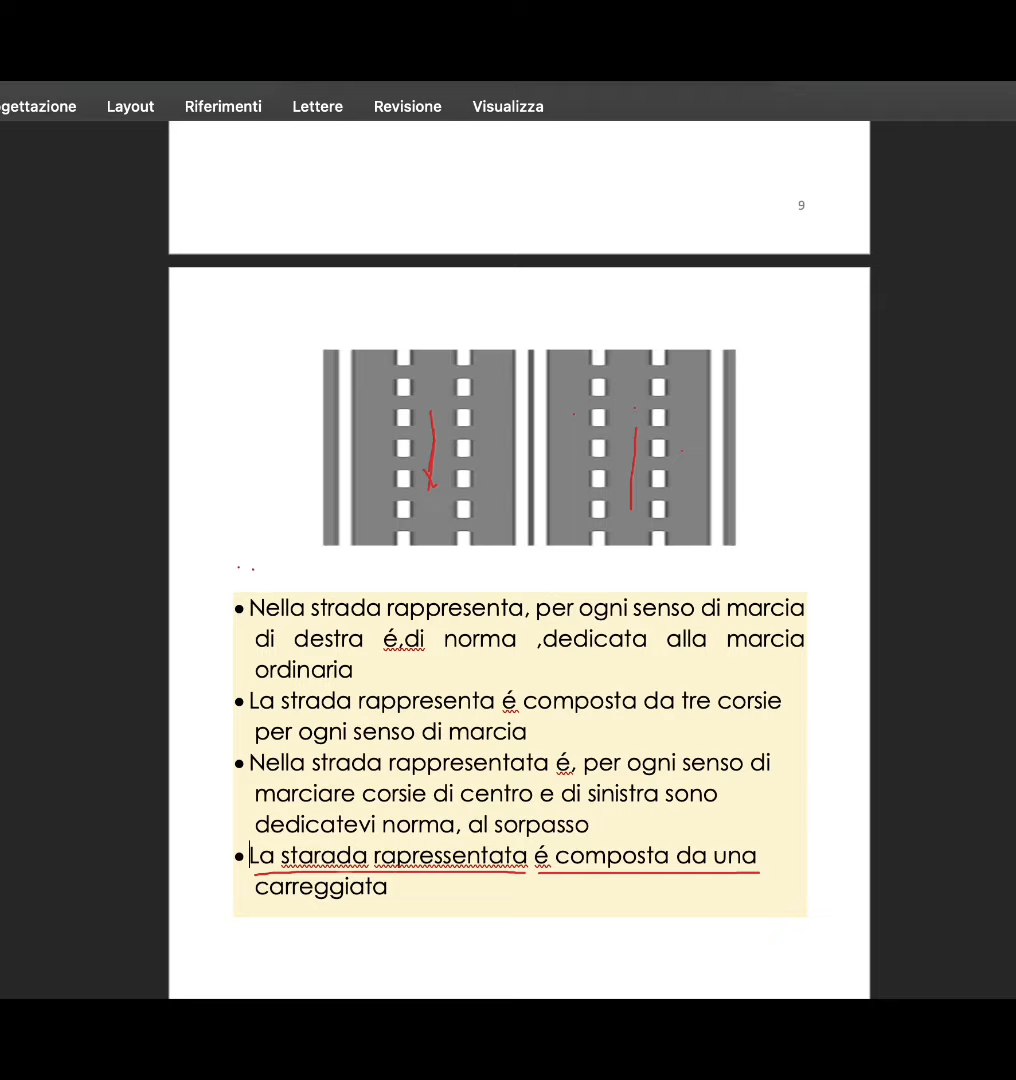 gettazione Layout Riferimenti Lettere Revisione Visualizza
9
• Nella strada rappresenta, per ogni senso di marcia
di destra é,di norma ,dedicata alla marcia
ordinaria
• La strada rappresenta é composta da tre corsie
per ogni senso di marcia
• Nella strada rappresentata é, per ogni senso di
marciare corsie di centro e di sinistra sono
dedicatevi norma, al sorpasso
• La starada rapressentata é composta da una
carreggiata